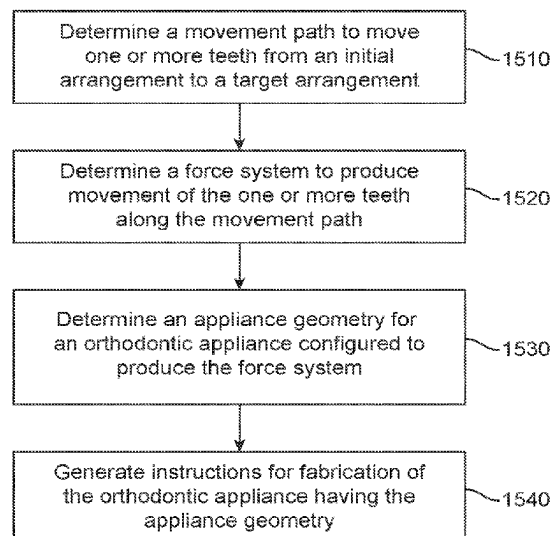 Determine a movement path to move
one or more teeth from an initial
arrangement to a target arrangement
1510
Determine a force system to produce
movement of the one or more teeth
along the movement path
1520
Determine an appliance geometry for
an orthodontic appliance configured to
produce the force system
1530
Generate instructions for fabrication of
the orthodontic appliance having the
appliance geometry
1540